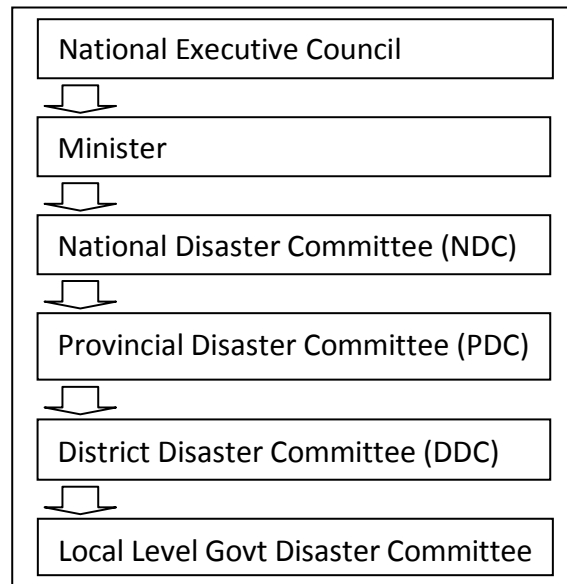 National Executive Council
Minister
National Disaster Committee (NDC)
Provincial Disaster Committee (PDC)
District Disaster Committee (DDC)
Local Level Govt Disaster Committee